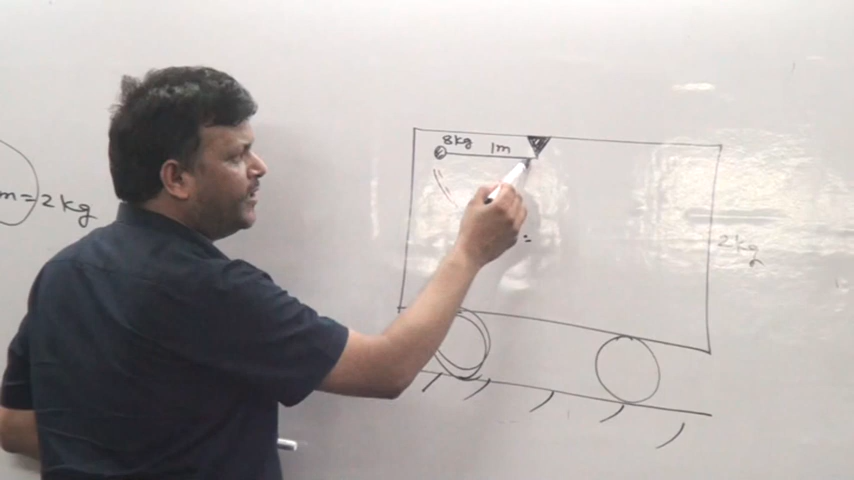 8kg
1m
m=2kg
=
2kg